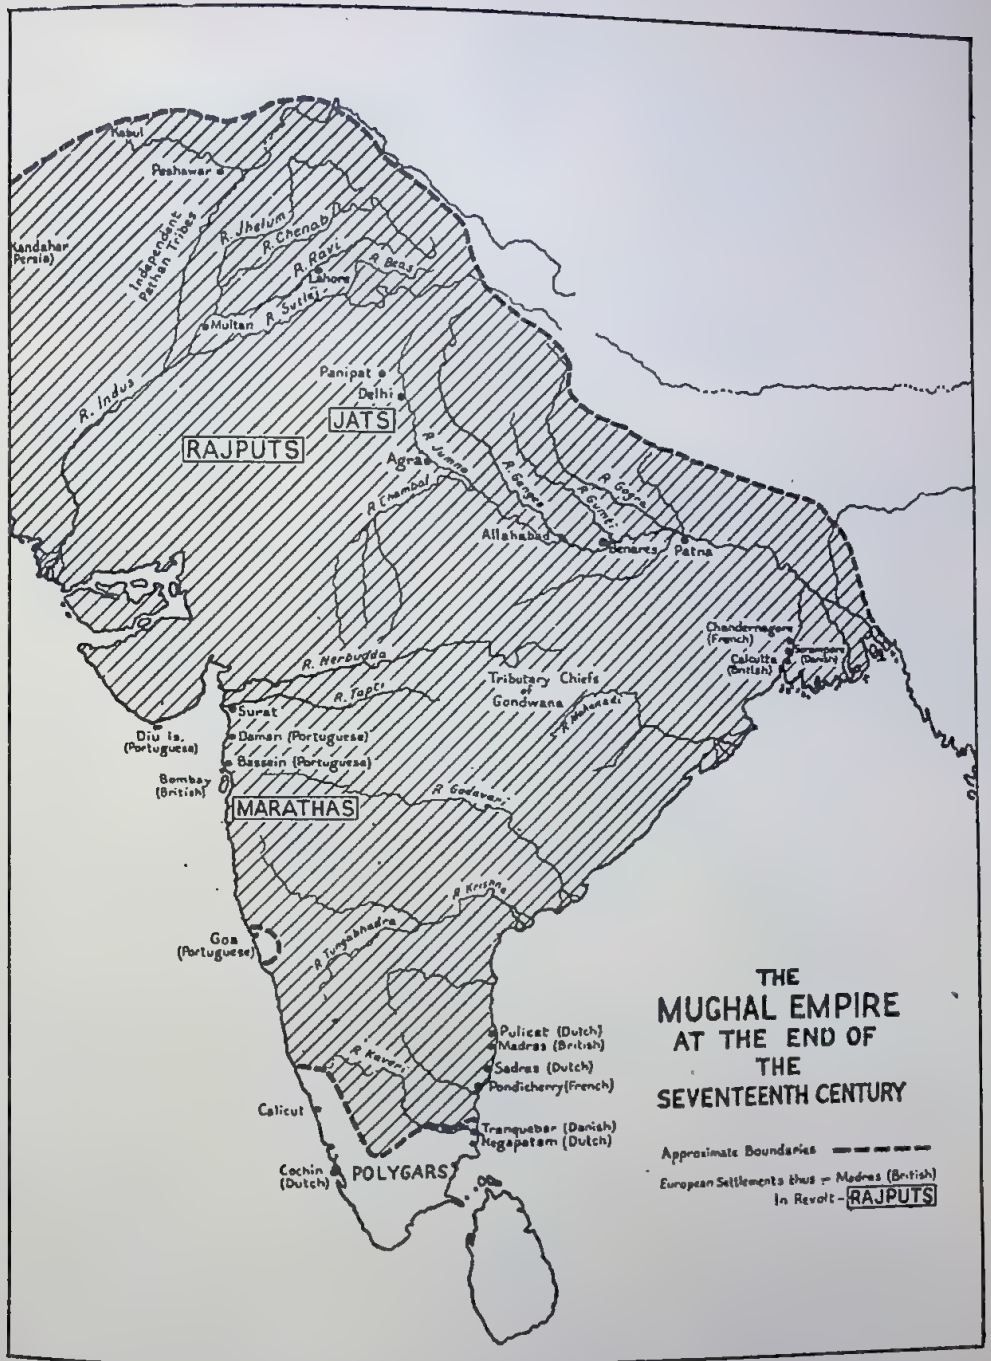 Kabul
Peshawar
Independent
Pathan Tribes
Kandahar
(Persia)
R. Jhelum
R. Chenab
R. Ravi
Lahore
R. Beas
R. Sutlej
Multan
R. Indus
Panipat
Delhi
JATS
RAJPUTS
Agra
R. Jumna
R. Chambal
R. Ganges
R. Gumti
R. Gogra
Allahabad
Benares
Patna
Chandernagore
(French)
Serampore
(Danish)
Calcutta
(British)
R. Nerbudda
R. Tapti
Tributary Chiefs
of
Gondwana
R. Mahanadi
Surat
Diu Is.
(Portuguese)
Daman (Portuguese)
Bassein (Portuguese)
Bombay
(British)
MARATHAS
R. Godavari
R. Krishna
R. Tungabhadra
Goa
(Portuguese)
THE
MUGHAL EMPIRE
AT THE END OF
THE
SEVENTEENTH CENTURY
Pulicat (Dutch)
Madras (British)
Sadras (Dutch)
Pondicherry (French)
R. Kaveri
Calicut
Tranquebar (Danish)
Negapatam (Dutch)
Cochin
(Dutch)
POLYGARS
Approximate Boundaries
European Settlements thus :- Madras (British)
In Revolt - RAJPUTS